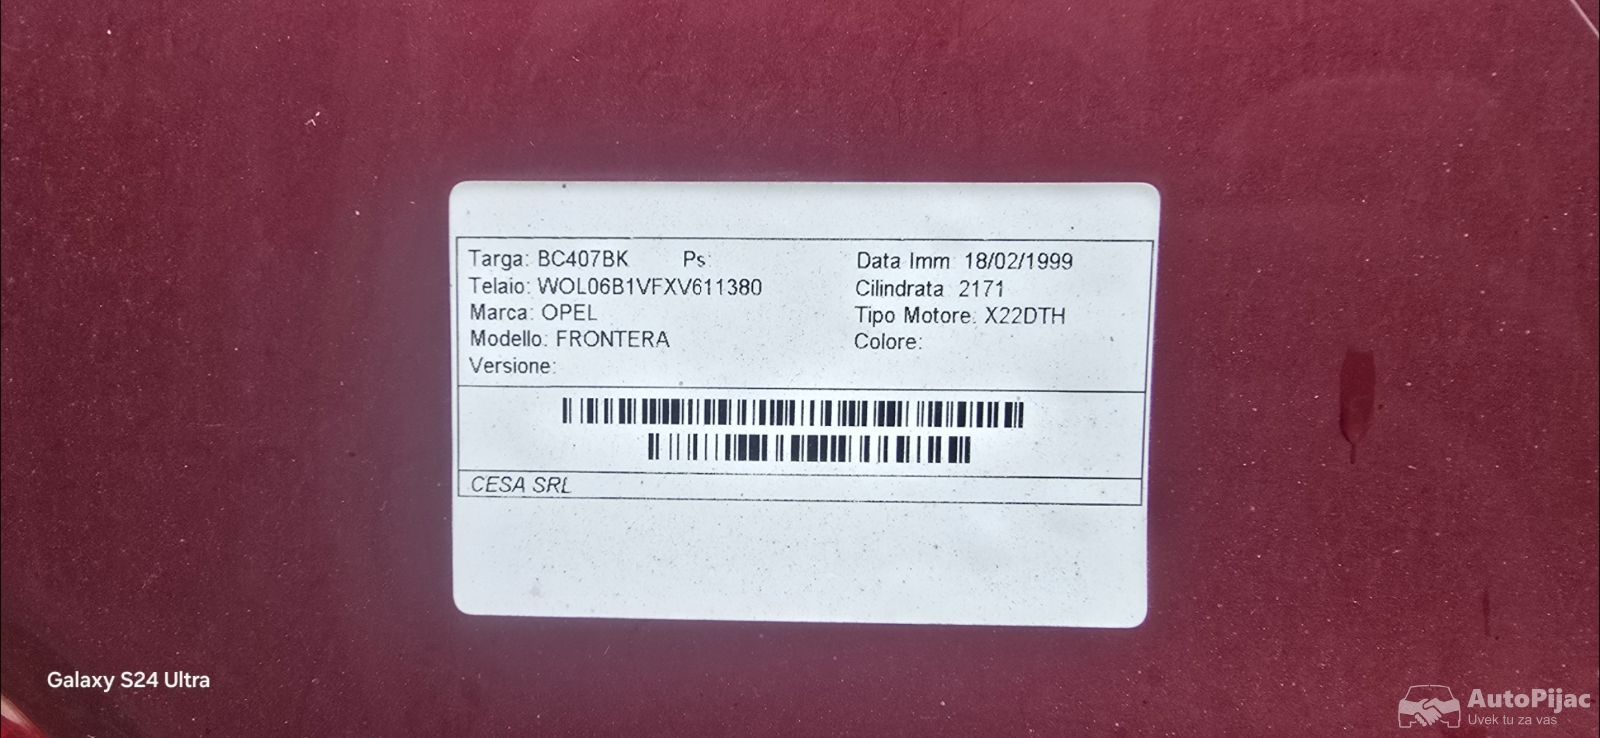 Targa: BC407BK Ps:
Data Imm: 18/02/1999
Telaio: WOL06B1VFXV611380
Cilindrata: 2171
Marca: OPEL
Tipo Motore: X22DTH
Modello: FRONTERA
Colore:
Versione:
CESA SRL
Galaxy S24 Ultra
AutoPijac
Uvek tu za vas